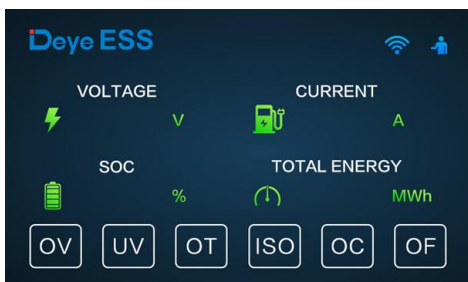 Deye ESS
VOLTAGE CURRENT
V A
SOC TOTAL ENERGY
% MWh
OV UV OT ISO OC OF